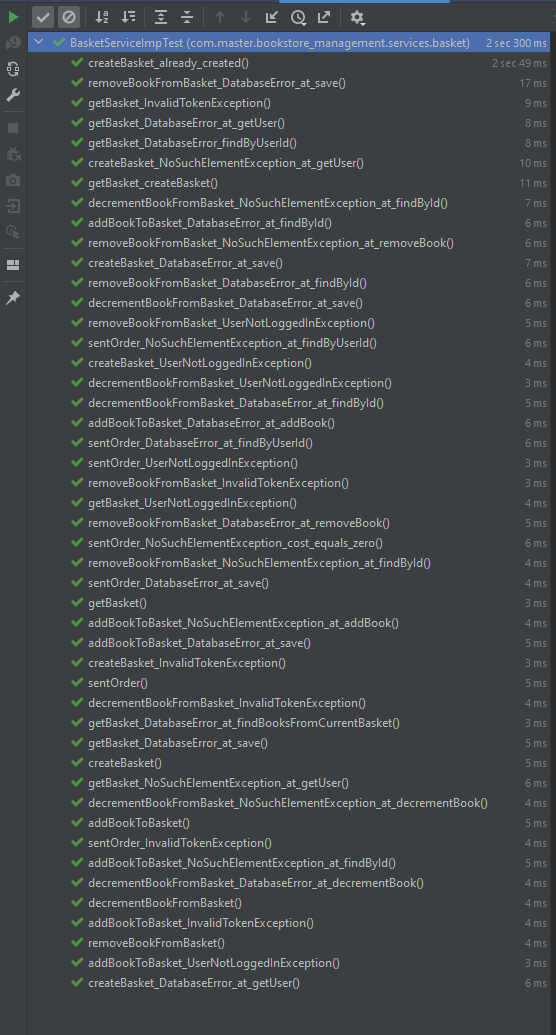 BasketServiceImpTest (com.master.bookstore_management.services.basket) 2 sec 300 ms
createBasket_already_created() 2 sec 49 ms
removeBookFromBasket_DatabaseError_at_save() 17 ms
getBasket_InvalidTokenException() 9 ms
getBasket_DatabaseError_at_getUser() 8 ms
getBasket_DatabaseError_findByUserId() 8 ms
createBasket_NoSuchElementException_at_getUser() 10 ms
getBasket_createBasket() 11 ms
decrementBookFromBasket_NoSuchElementException_at_findById() 7 ms
addBookToBasket_DatabaseError_at_findById() 6 ms
removeBookFromBasket_NoSuchElementException_at_removeBook() 6 ms
createBasket_DatabaseError_at_save() 7 ms
removeBookFromBasket_DatabaseError_at_findById() 6 ms
decrementBookFromBasket_DatabaseError_at_save() 6 ms
removeBookFromBasket_UserNotLoggedInException() 5 ms
sentOrder_NoSuchElementException_at_findByUserId() 6 ms
createBasket_UserNotLoggedInException() 4 ms
decrementBookFromBasket_UserNotLoggedInException() 3 ms
decrementBookFromBasket_DatabaseError_at_findById() 5 ms
addBookToBasket_DatabaseError_at_addBook() 6 ms
sentOrder_DatabaseError_at_findByUserId() 6 ms
sentOrder_UserNotLoggedInException() 3 ms
removeBookFromBasket_InvalidTokenException() 3 ms
getBasket_UserNotLoggedInException() 4 ms
removeBookFromBasket_DatabaseError_at_removeBook() 5 ms
sentOrder_NoSuchElementException_cost_equals_zero() 6 ms
removeBookFromBasket_NoSuchElementException_at_findById() 4 ms
sentOrder_DatabaseError_at_save() 4 ms
getBasket() 3 ms
addBookToBasket_NoSuchElementException_at_addBook() 4 ms
addBookToBasket_DatabaseError_at_save() 5 ms
createBasket_InvalidTokenException() 3 ms
sentOrder() 5 ms
decrementBookFromBasket_InvalidTokenException() 4 ms
getBasket_DatabaseError_at_findBooksFromCurrentBasket() 3 ms
getBasket_DatabaseError_at_save() 5 ms
createBasket() 5 ms
getBasket_NoSuchElementException_at_getUser() 6 ms
decrementBookFromBasket_NoSuchElementException_at_decrementBook() 4 ms
addBookToBasket() 5 ms
sentOrder_InvalidTokenException() 4 ms
addBookToBasket_NoSuchElementException_at_findById() 5 ms
decrementBookFromBasket_DatabaseError_at_decrementBook() 4 ms
decrementBookFromBasket() 4 ms
addBookToBasket_InvalidTokenException() 4 ms
removeBookFromBasket() 4 ms
addBookToBasket_UserNotLoggedInException() 3 ms
createBasket_DatabaseError_at_getUser() 6 ms